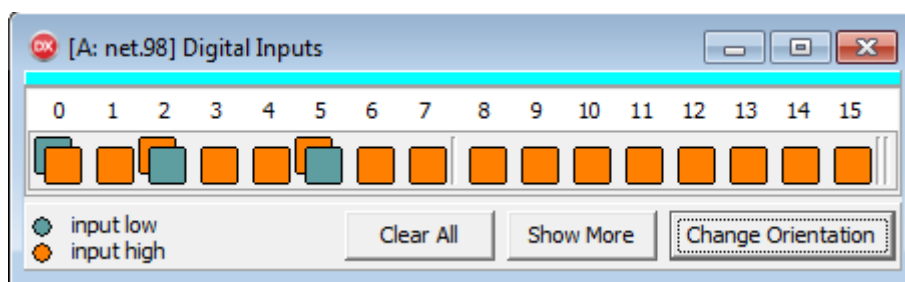 DX [A: net.98] Digital Inputs
0 1 2 3 4 5 6 7 8 9 10 11 12 13 14 15
input low
input high
Clear All Show More Change Orientation